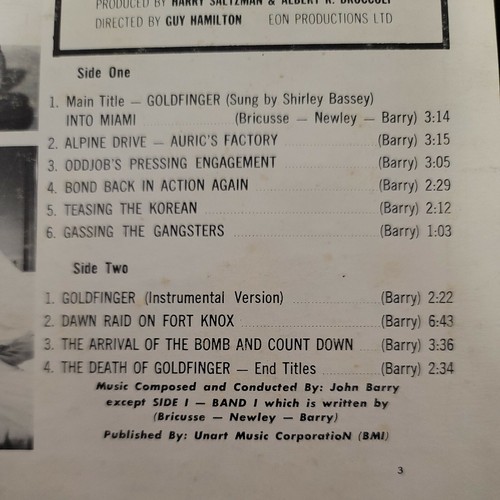 PRODUCED BY HARRY SALTZMAN & ALBERT R. BROCCOLI
DIRECTED BY GUY HAMILTON EON PRODUCTIONS LTD
Side One
1. Main Title — GOLDFINGER (Sung by Shirley Bassey)
INTO MIAMI (Bricusse — Newley — Barry) 3:14
2. ALPINE DRIVE — AURIC'S FACTORY (Barry) 3:15
3. ODDJOB'S PRESSING ENGAGEMENT (Barry) 3:05
4. BOND BACK IN ACTION AGAIN (Barry) 2:29
5. TEASING THE KOREAN (Barry) 2:12
6. GASSING THE GANGSTERS (Barry) 1:03
Side Two
1. GOLDFINGER (Instrumental Version) (Barry) 2:22
2. DAWN RAID ON FORT KNOX (Barry) 6:43
3. THE ARRIVAL OF THE BOMB AND COUNT DOWN (Barry) 3:36
4. THE DEATH OF GOLDFINGER — End Titles (Barry) 2:34
Music Composed and Conducted By: John Barry
except SIDE I — BAND I which is written by
(Bricusse — Newley — Barry)
Published By: Unart Music CorporatioN (BMI)
3